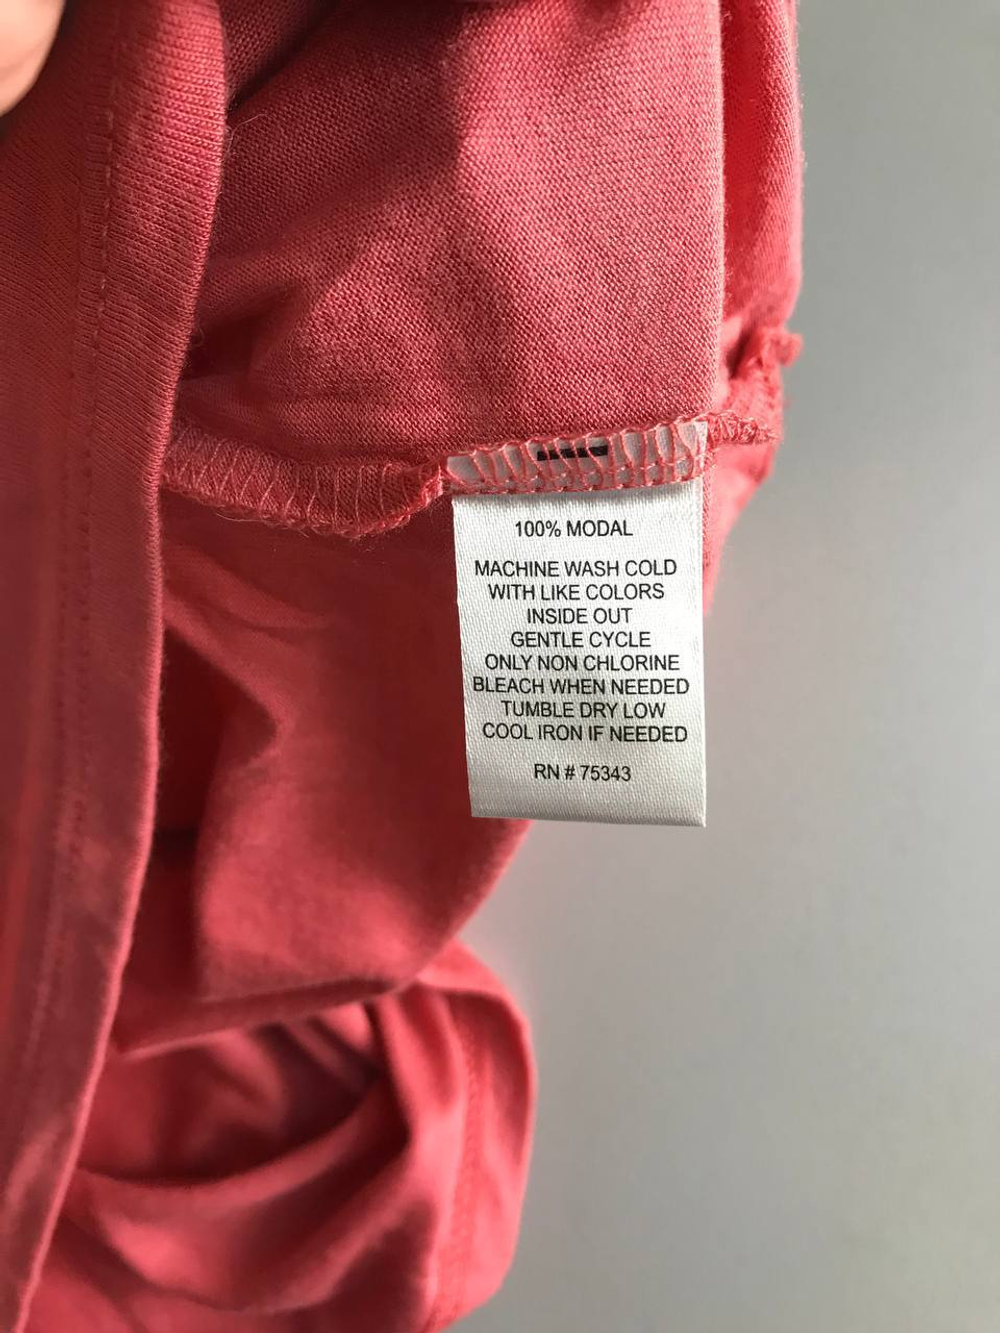 100% MODAL
MACHINE WASH COLD
WITH LIKE COLORS
INSIDE OUT
GENTLE CYCLE
ONLY NON CHLORINE
BLEACH WHEN NEEDED
TUMBLE DRY LOW
COOL IRON IF NEEDED
RN # 75343